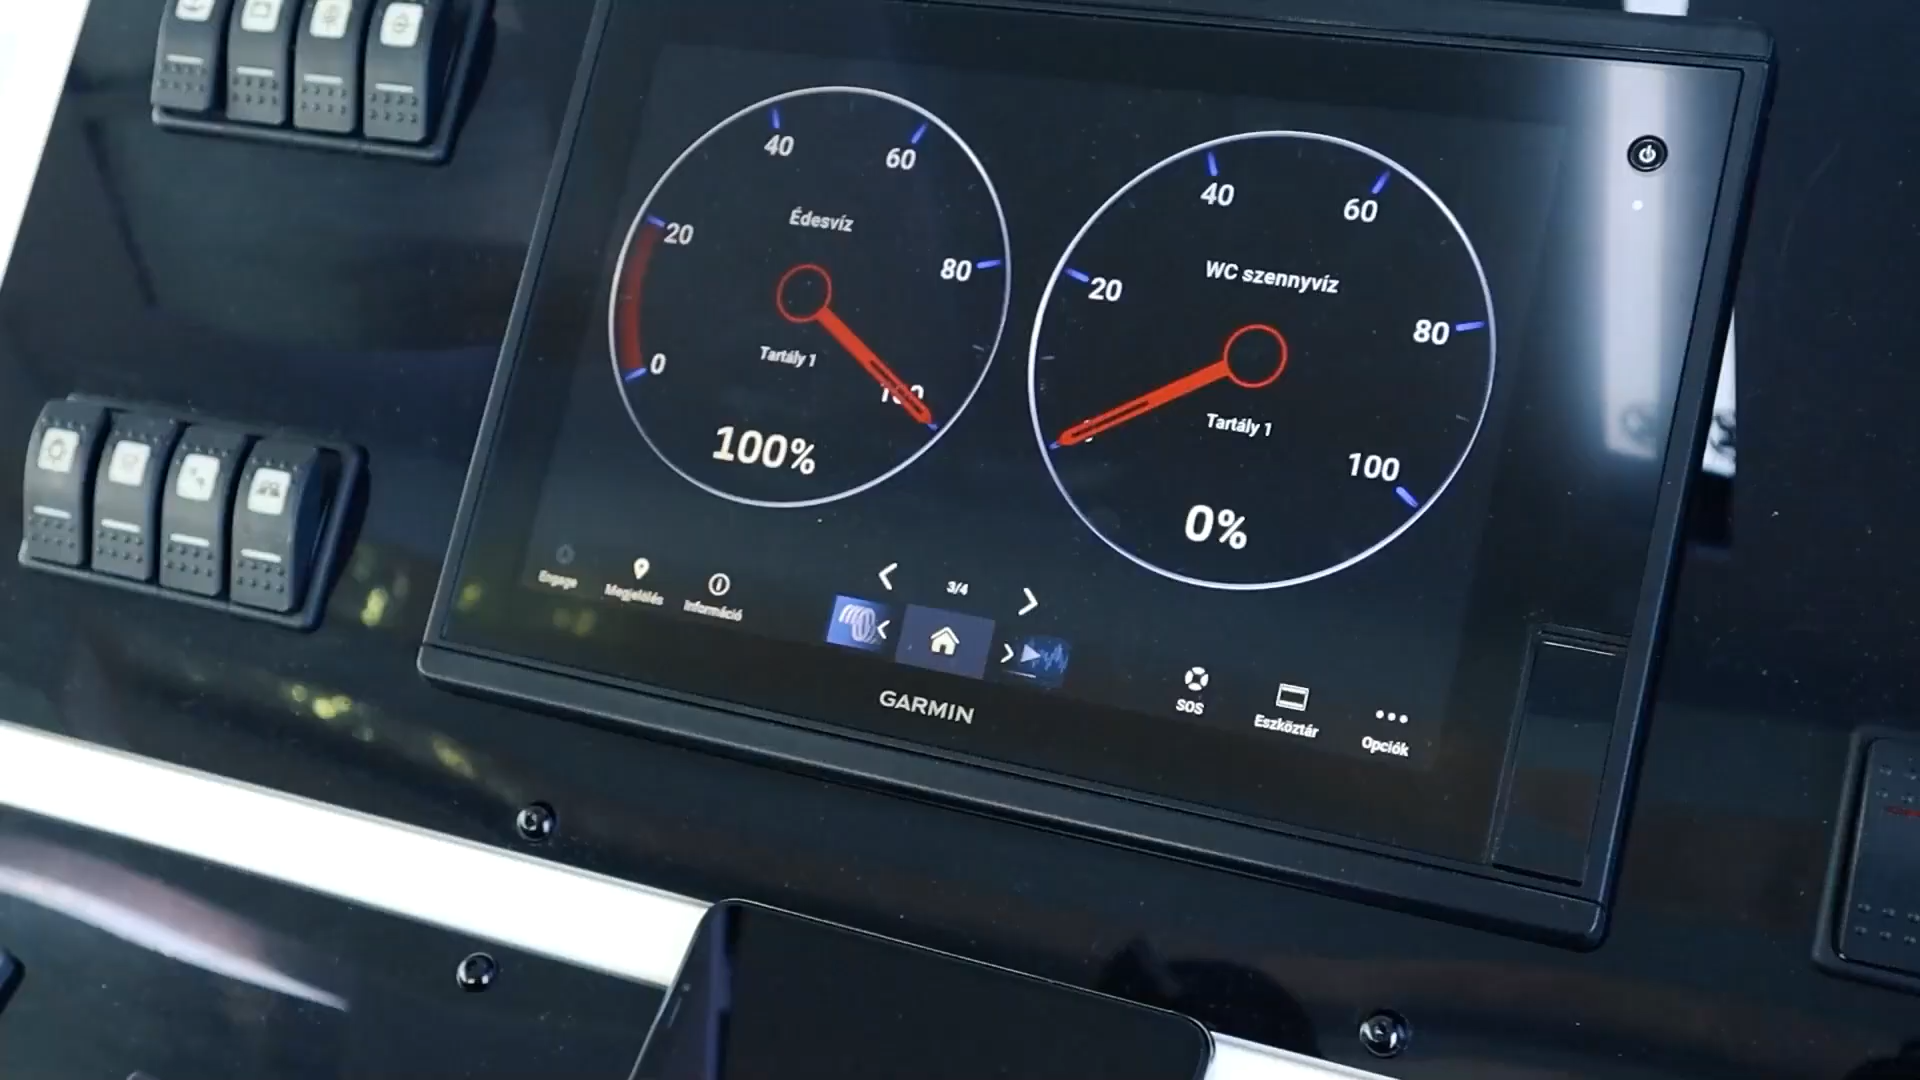 40
60
20
Édesvíz
80
0
Tartály 1
100%
40
60
20
WC szennyvíz
80
Tartály 1
100
0%
Engage
Megjelölés
Információ
3/4
SOS
Eszköztár
Opciók
GARMIN